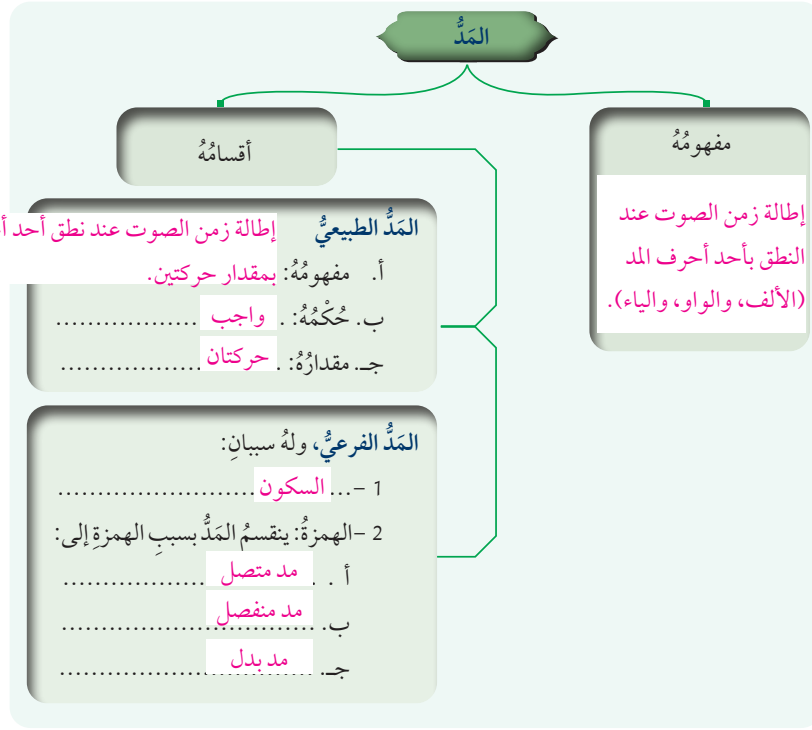 المَدُّ
مفهومُهُ
إطالة زمن الصوت عند
النطق بأحد أحرف المد
(الألف، والواو، والياء).
أقسامُهُ
المَدُّ الطبيعيُّ إطالة زمن الصوت عند نطق أحد
أ. مفهومُهُ: بمقدار حركتين.
ب. حُكْمُهُ: . واجب ..................
جـ. مقدارُهُ: . حركتان ..................
المَدُّ الفرعيُّ، ولهُ سببانِ:
1 –... السكون .........................
2 –الهمزةُ: ينقسمُ المَدُّ بسببِ الهمزةِ إلى:
أ . . مد متصل ..................
ب. مد منفصل ..................
جـ. مد بدل ..................